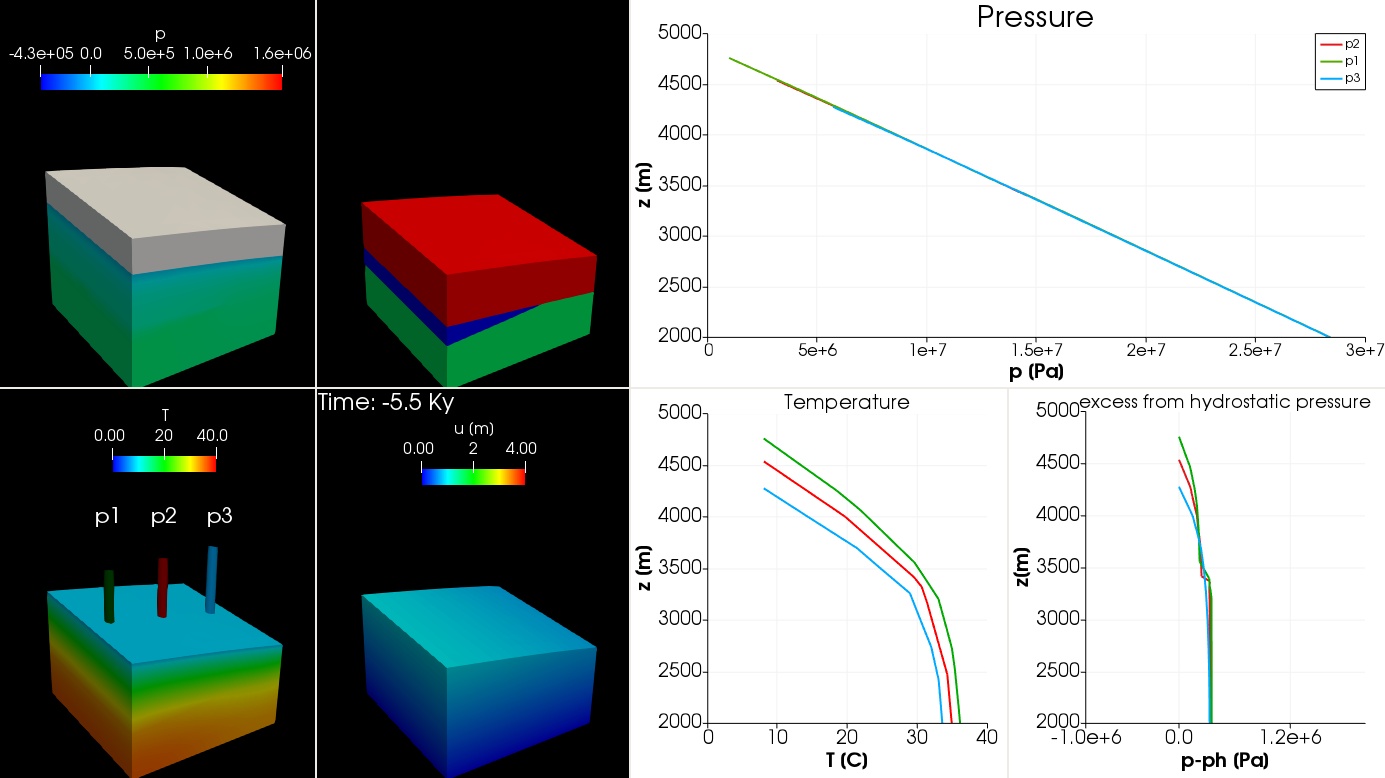 p
-4.3e+05 0.0 5.0e+5 1.0e+6 1.6e+06
Pressure
5000
4500
4000
3500
3000
2500
2000
z (m)
0 5e+6 1e+7 1.5e+7 2e+7 2.5e+7 3e+7
p (Pa)
p2
p1
p3
T
0.00 20 40.0
p1 p2 p3
Time: -5.5 Ky
u (m)
0.00 2 4.00
Temperature
5000
4500
4000
3500
3000
2500
2000
z (m)
0 10 20 30 40
T (C)
excess from hydrostatic pressure
5000
4500
4000
3500
3000
2500
2000
z(m)
-1.0e+6 0.0 1.2e+6
p-ph (Pa)